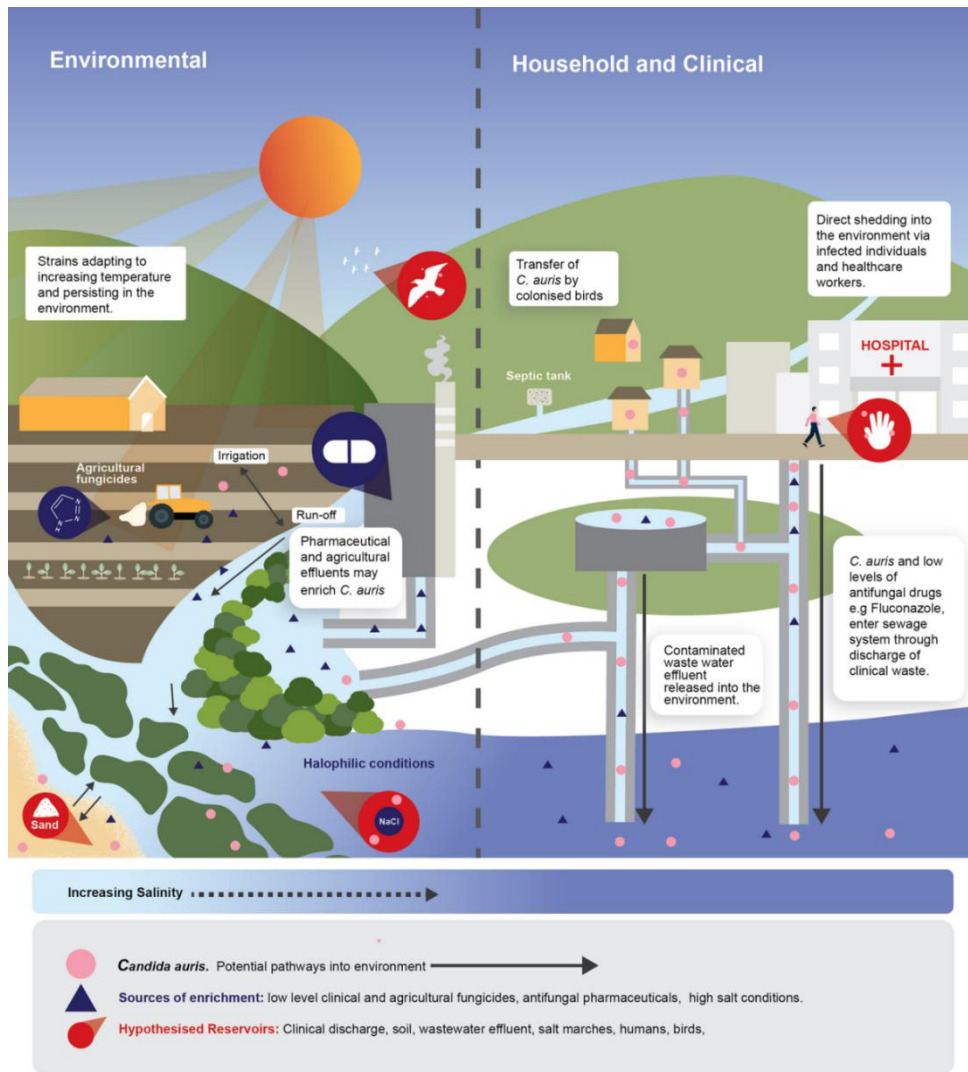 Environmental
Household and Clinical
Strains adapting to
increasing temperature
and persisting in the
environment.
Transfer of
C. auris by
colonised birds
Direct shedding into
the environment via
infected individuals
and healthcare
workers.
HOSPITAL
Septic tank
Agricultural
fungicides
Irrigation
Run-off
N
N
H
Pharmaceutical
and agricultural
effluents may
enrich C. auris
C. auris and low
levels of
antifungal drugs
e.g Fluconazole,
enter sewage
system through
discharge of
clinical waste.
Contaminated
waste water
effluent
released into the
environment.
Halophilic conditions
NaCl
Sand
Increasing Salinity
Candida auris. Potential pathways into environment
Sources of enrichment: low level clinical and agricultural fungicides, antifungal pharmaceuticals, high salt conditions.
Hypothesised Reservoirs: Clinical discharge, soil, wastewater effluent, salt marches, humans, birds,